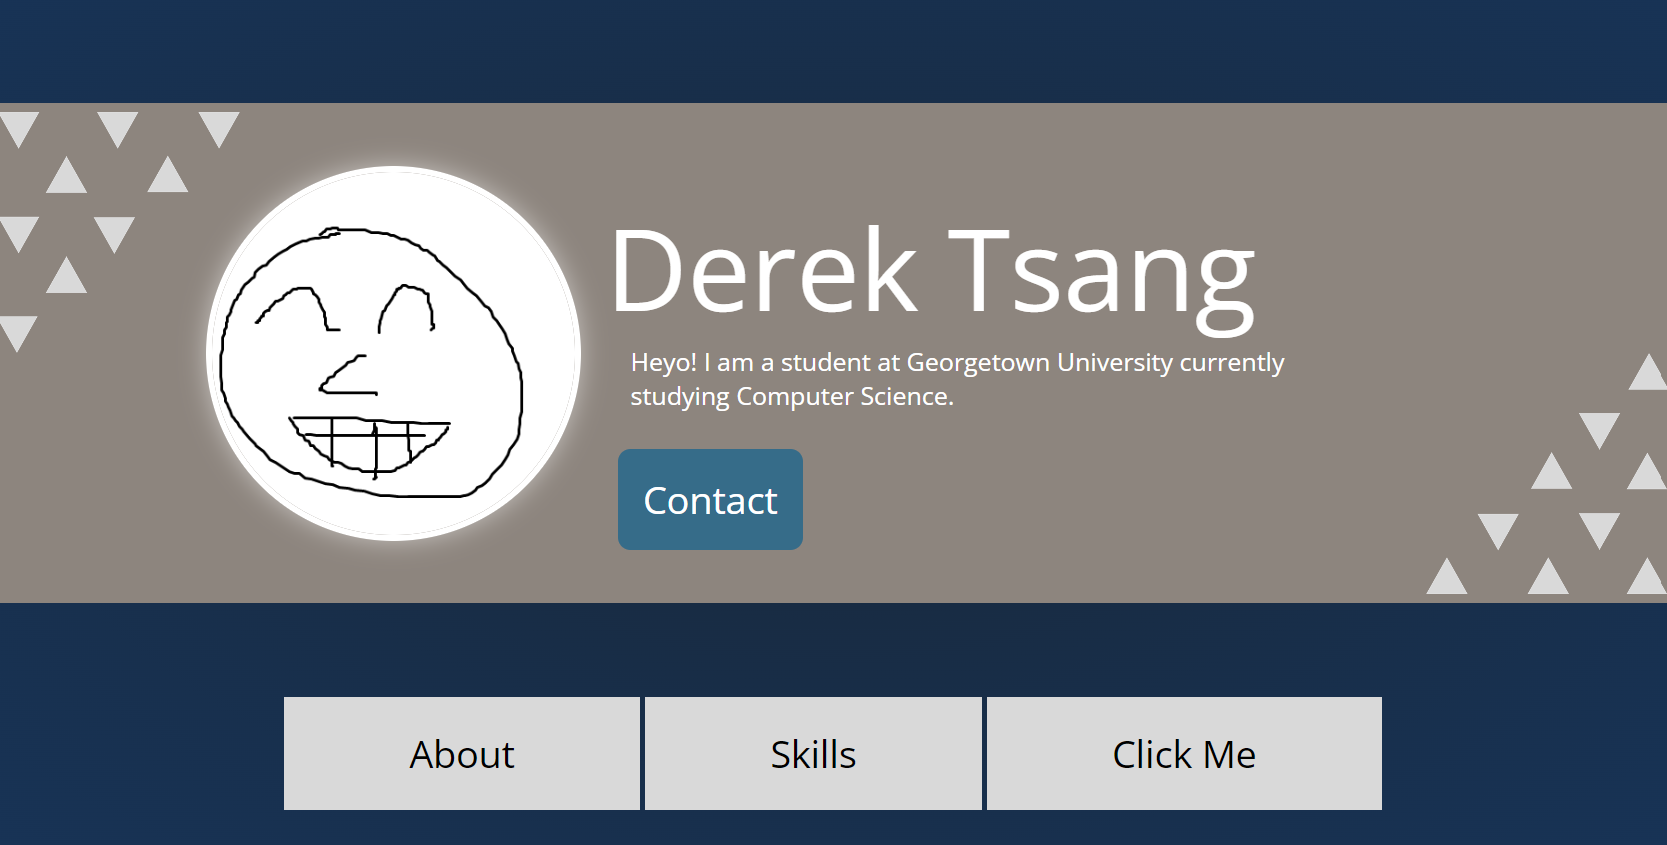 Derek Tsang
Heyo! I am a student at Georgetown University currently
studying Computer Science.
Contact
About
Skills
Click Me